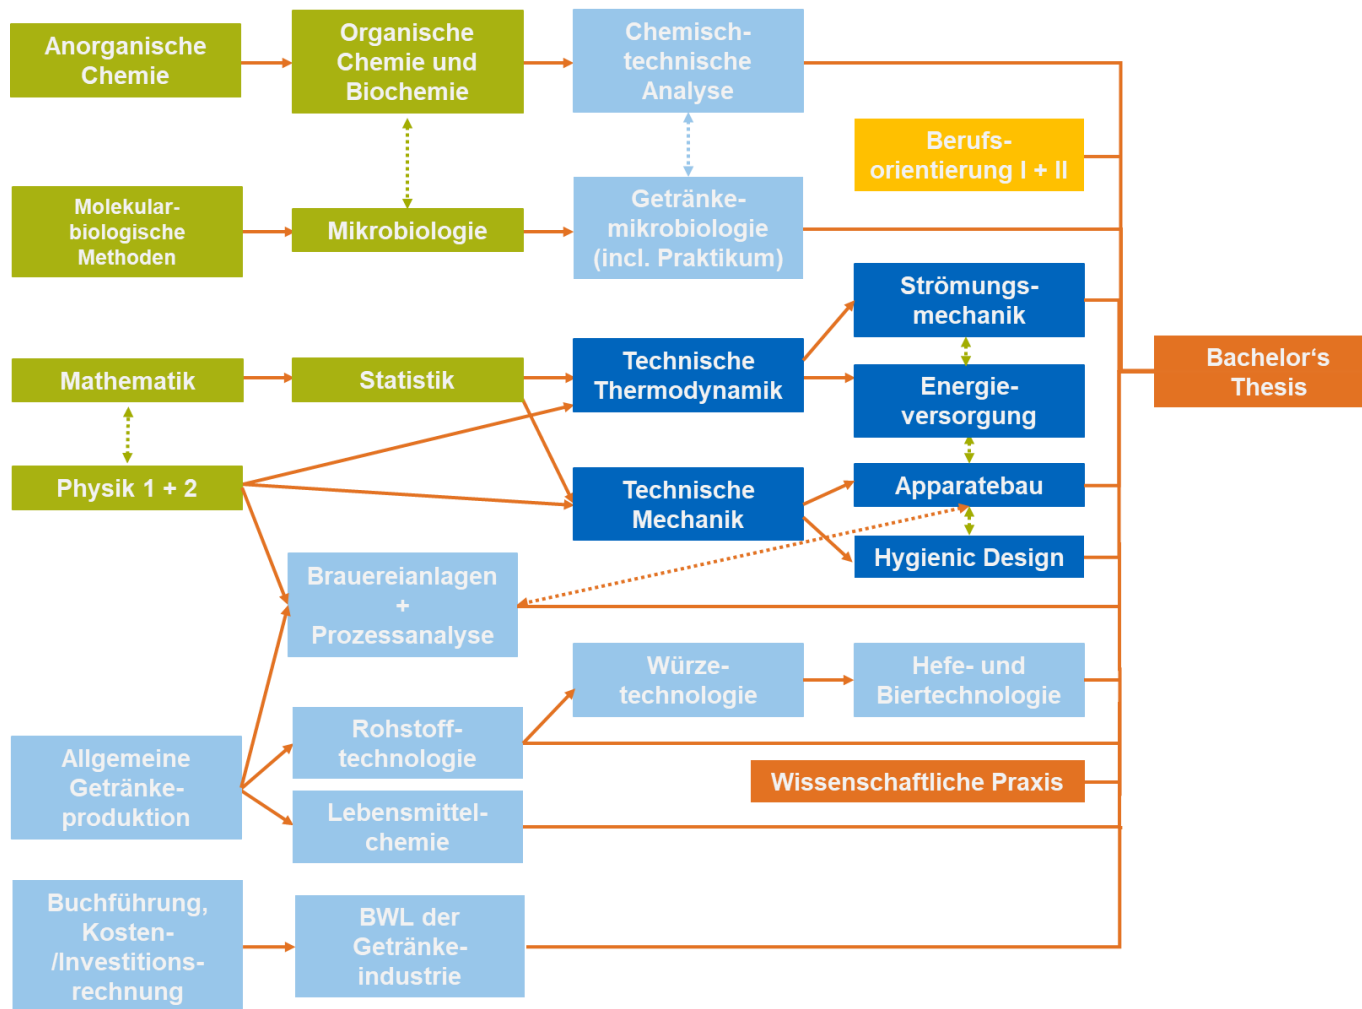 Anorganische
Chemie
Organische
Chemie und
Biochemie
Chemisch-
technische
Analyse
Berufs-
orientierung I + II
Molekular-
biologische
Methoden
Mikrobiologie
Getränke-
mikrobiologie
(incl. Praktikum)
Strömungs-
mechanik
Mathematik
Statistik
Technische
Thermodynamik
Energie-
versorgung
Bachelor‘s
Thesis
Physik 1 + 2
Technische
Mechanik
Apparatebau
Hygienic Design
Brauereianlagen
+
Prozessanalyse
Würze-
technologie
Hefe- und
Biertechnologie
Allgemeine
Getränke-
produktion
Rohstoff-
technologie
Wissenschaftliche Praxis
Lebensmittel-
chemie
Buchführung,
Kosten-
/Investitions-
rechnung
BWL der
Getränke-
industrie